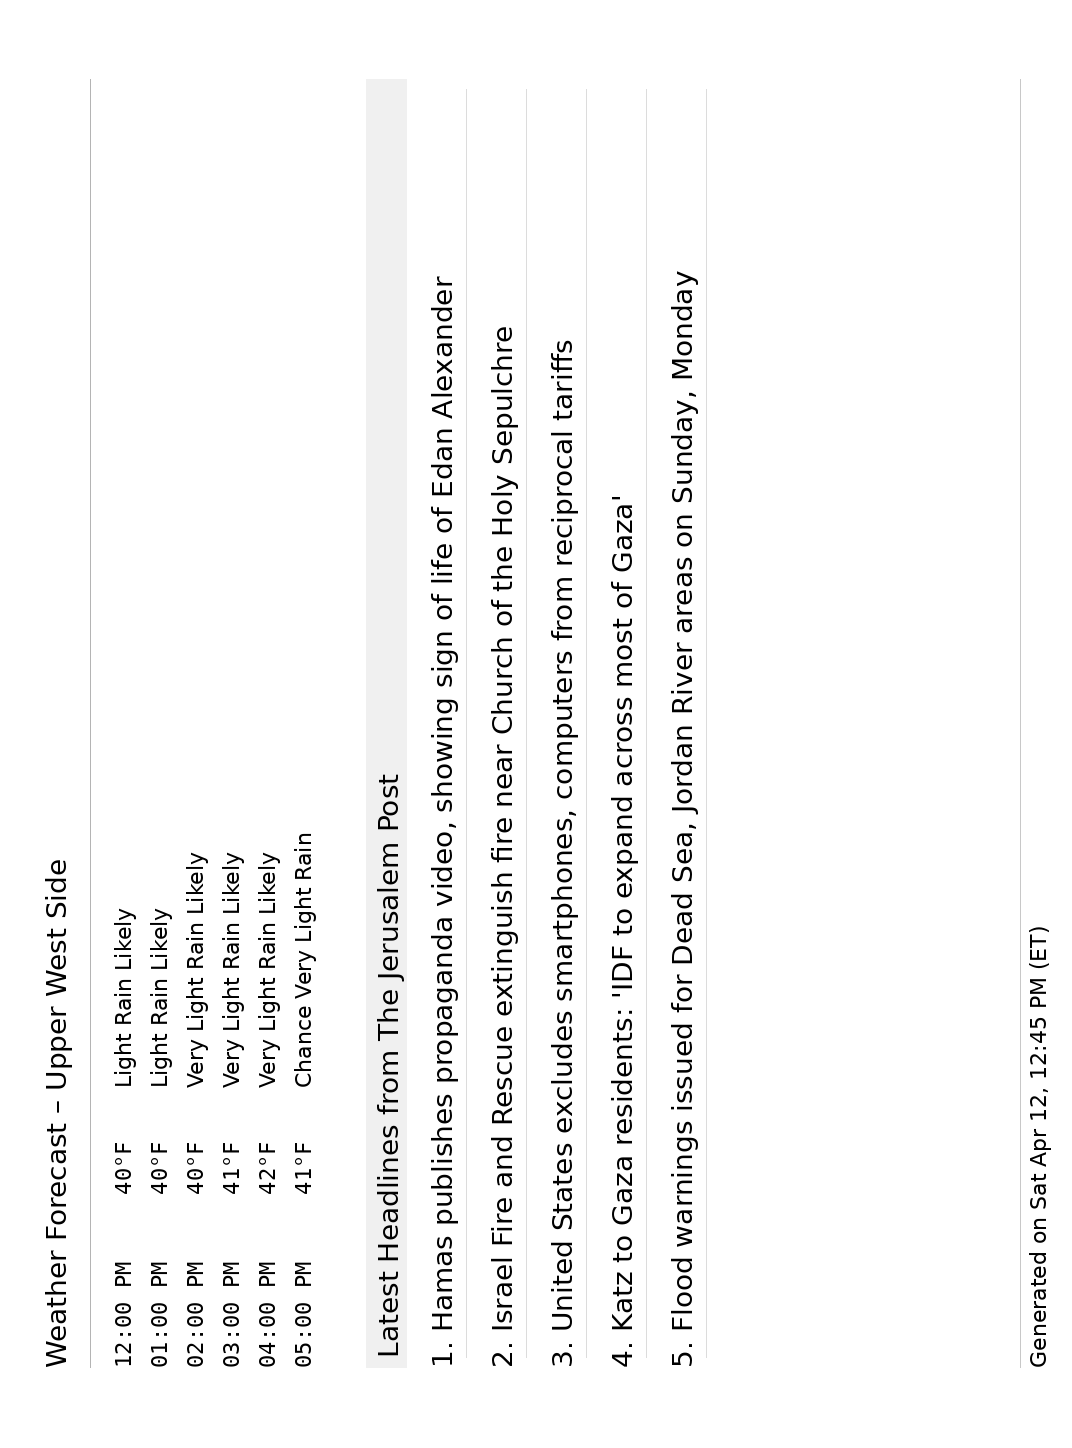 Weather Forecast – Upper West Side
12:00 PM 40°F Light Rain Likely
01:00 PM 40°F Light Rain Likely
02:00 PM 40°F Very Light Rain Likely
03:00 PM 41°F Very Light Rain Likely
04:00 PM 42°F Very Light Rain Likely
05:00 PM 41°F Chance Very Light Rain
Latest Headlines from The Jerusalem Post
1. Hamas publishes propaganda video, showing sign of life of Edan Alexander
2. Israel Fire and Rescue extinguish fire near Church of the Holy Sepulchre
3. United States excludes smartphones, computers from reciprocal tariffs
4. Katz to Gaza residents: 'IDF to expand across most of Gaza'
5. Flood warnings issued for Dead Sea, Jordan River areas on Sunday, Monday
Generated on Sat Apr 12, 12:45 PM (ET)